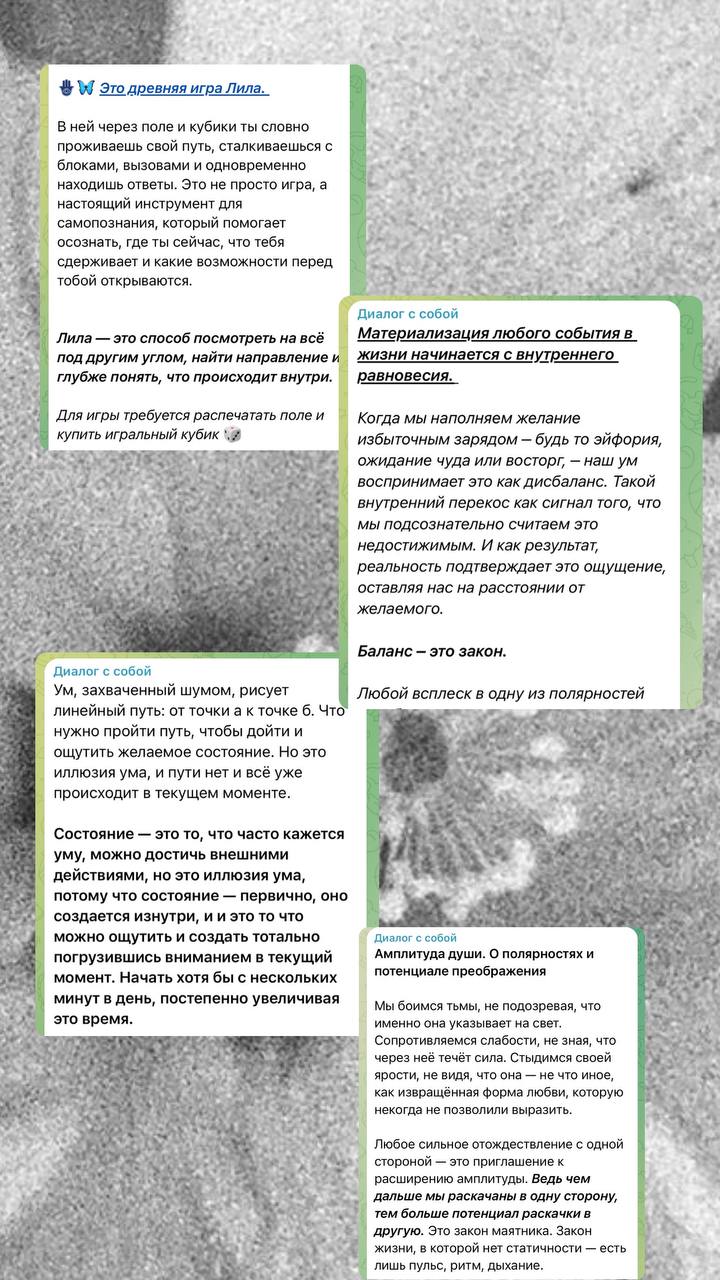 🪬🦋 Это древняя игра Лила.
В ней через поле и кубики ты словно
проживаешь свой путь, сталкиваешься с
блоками, вызовами и одновременно
находишь ответы. Это не просто игра, а
настоящий инструмент для
самопознания, который помогает
осознать, где ты сейчас, что тебя
сдерживает и какие возможности перед
тобой открываются.
Лила — это способ посмотреть на всё
под другим углом, найти направление и
глубже понять, что происходит внутри.
Для игры требуется распечатать поле и
купить игральный кубик 🎲
Диалог с собой
Материализация любого события в
жизни начинается с внутреннего
равновесия.
Когда мы наполняем желание
избыточным зарядом — будь то эйфория,
ожидание чуда или восторг, — наш ум
воспринимает это как дисбаланс. Такой
внутренний перекос как сигнал того, что
мы подсознательно считаем это
недостижимым. И как результат,
реальность подтверждает это ощущение,
оставляя нас на расстоянии от
желаемого.
Баланс — это закон.
Любой всплеск в одну из полярностей
Диалог с собой
Ум, захваченный шумом, рисует
линейный путь: от точки а к точке б. Что
нужно пройти путь, чтобы дойти и
ощутить желаемое состояние. Но это
иллюзия ума, и пути нет и всё уже
происходит в текущем моменте.
Состояние — это то, что часто кажется
уму, можно достичь внешними
действиями, но это иллюзия ума,
потому что состояние — первично, оно
создается изнутри, и и это то что
можно ощутить и создать тотально
погрузившись вниманием в текущий
момент. Начать хотя бы с нескольких
минут в день, постепенно увеличивая
это время.
Диалог с собой
Амплитуда души. О полярностях и
потенциале преображения
Мы боимся тьмы, не подозревая, что
именно она указывает на свет.
Сопротивляемся слабости, не зная, что
через неё течёт сила. Стыдимся своей
ярости, не видя, что она — не что иное,
как извращённая форма любви, которую
некогда не позволили выразить.
Любое сильное отождествление с одной
стороной — это приглашение к
расширению амплитуды. Ведь чем
дальше мы раскачаны в одну сторону,
тем больше потенциал раскачки в
другую. Это закон маятника. Закон
жизни, в которой нет статичности — есть
лишь пульс, ритм, дыхание.